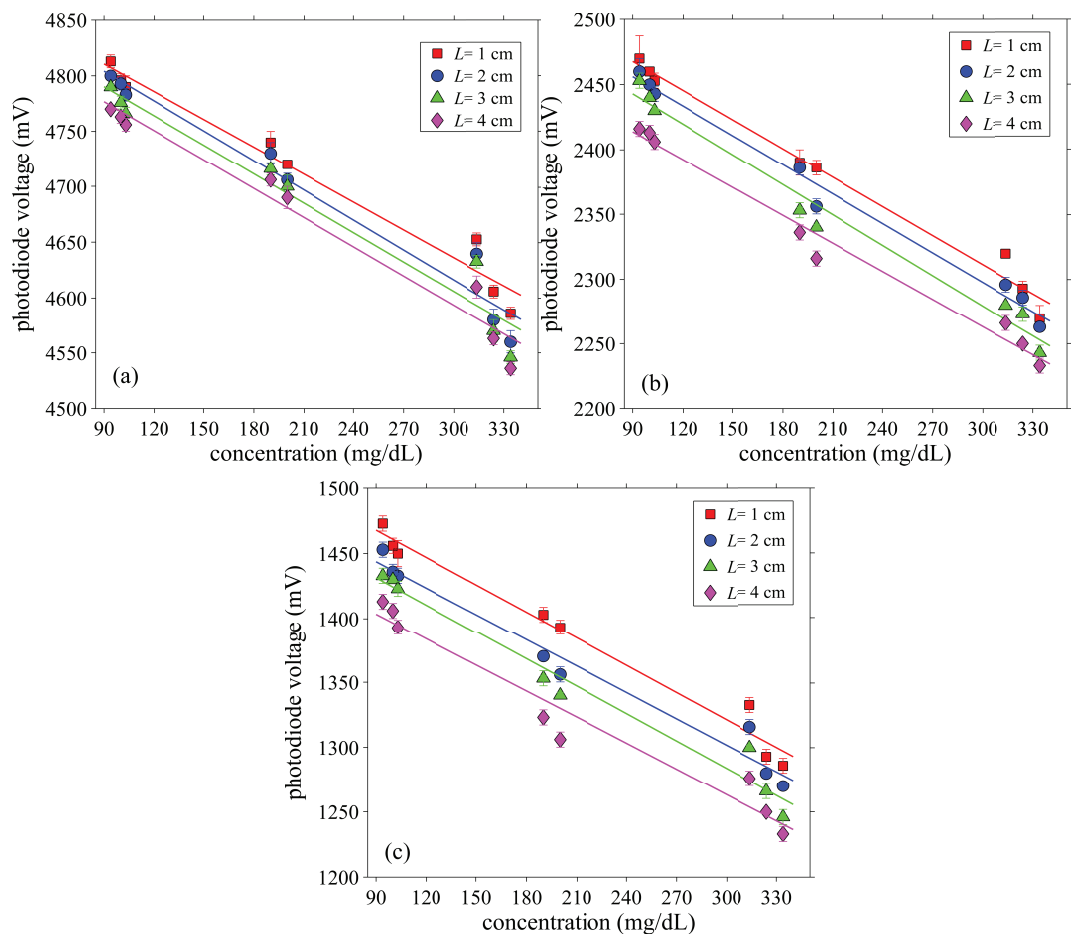 4850
4800
4750
4700
4650
4600
4550
4500
photodiode voltage (mV)
L= 1 cm
L= 2 cm
L= 3 cm
L= 4 cm
(a)
90 120 150 180 210 240 270 300 330
concentration (mg/dL)
2500
2450
2400
2350
2300
2250
2200
photodiode voltage (mV)
L= 1 cm
L= 2 cm
L= 3 cm
L= 4 cm
(b)
90 120 150 180 210 240 270 300 330
concentration (mg/dL)
1500
1450
1400
1350
1300
1250
1200
photodiode voltage (mV)
L= 1 cm
L= 2 cm
L= 3 cm
L= 4 cm
(c)
90 120 150 180 210 240 270 300 330
concentration (mg/dL)